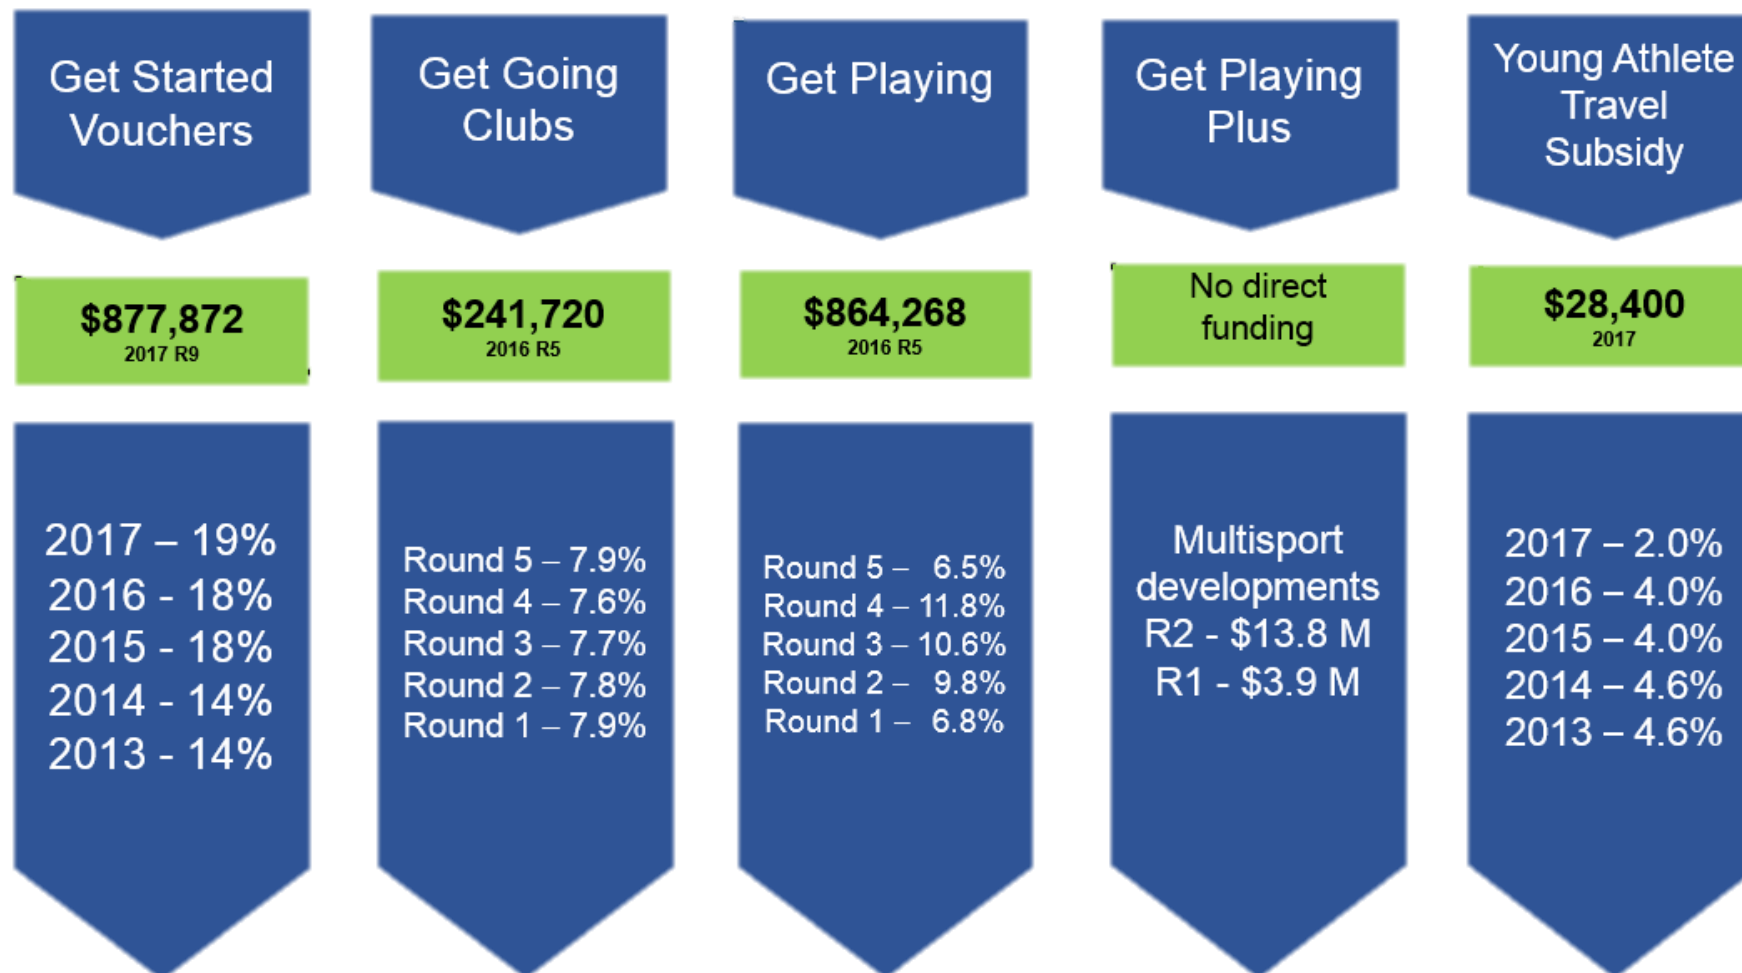 Get Started
Vouchers
$877,872
2017 R9
2017 – 19%
2016 - 18%
2015 - 18%
2014 - 14%
2013 - 14%
Get Going
Clubs
$241,720
2016 R5
Round 5 – 7.9%
Round 4 – 7.6%
Round 3 – 7.7%
Round 2 – 7.8%
Round 1 – 7.9%
Get Playing
$864,268
2016 R5
Round 5 – 6.5%
Round 4 – 11.8%
Round 3 – 10.6%
Round 2 – 9.8%
Round 1 – 6.8%
Get Playing
Plus
No direct
funding
Multisport
developments
R2 - $13.8 M
R1 - $3.9 M
Young Athlete
Travel
Subsidy
$28,400
2017
2017 – 2.0%
2016 – 4.0%
2015 – 4.0%
2014 – 4.6%
2013 – 4.6%